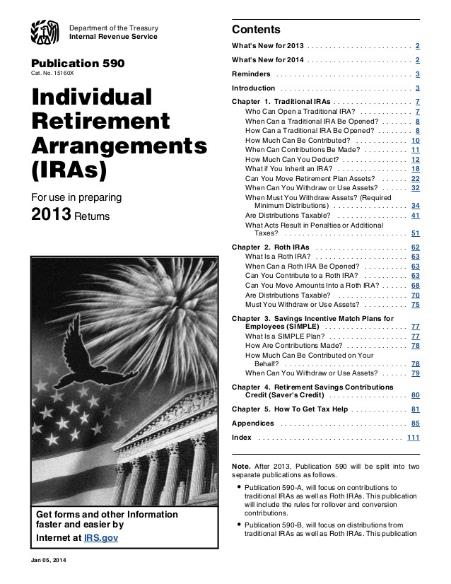 Department of the Treasury
Internal Revenue Service
Publication 590
Cat. No. 15160X
Individual
Retirement
Arrangements
(IRAs)
For use in preparing
2013 Returns
Get forms and other Information
faster and easier by
Internet at IRS.gov
Jan 05, 2014
Contents
What's New for 2013 . . . . . . . . . . . . . . . . . . . . . . . 2
What's New for 2014 . . . . . . . . . . . . . . . . . . . . . . . 2
Reminders . . . . . . . . . . . . . . . . . . . . . . . . . . . . . . 3
Introduction . . . . . . . . . . . . . . . . . . . . . . . . . . . . . 3
Chapter 1. Traditional IRAs . . . . . . . . . . . . . . . . . . 7
Who Can Open a Traditional IRA? . . . . . . . . . . . . . 7
When Can a Traditional IRA Be Opened? . . . . . . . . 8
How Can a Traditional IRA Be Opened? . . . . . . . . . 8
How Much Can Be Contributed? . . . . . . . . . . . . . 10
When Can Contributions Be Made? . . . . . . . . . . . 11
How Much Can You Deduct? . . . . . . . . . . . . . . . 12
What if You Inherit an IRA? . . . . . . . . . . . . . . . . 18
Can You Move Retirement Plan Assets? . . . . . . . . 22
When Can You Withdraw or Use Assets? . . . . . . . 32
When Must You Withdraw Assets? (Required
Minimum Distributions) . . . . . . . . . . . . . . . . . . 34
Are Distributions Taxable? . . . . . . . . . . . . . . . . . 41
What Acts Result in Penalties or Additional
Taxes? . . . . . . . . . . . . . . . . . . . . . . . . . . . . . 51
Chapter 2. Roth IRAs . . . . . . . . . . . . . . . . . . . . . 62
What Is a Roth IRA? . . . . . . . . . . . . . . . . . . . . . 63
When Can a Roth IRA Be Opened? . . . . . . . . . . . 63
Can You Contribute to a Roth IRA? . . . . . . . . . . . 63
Can You Move Amounts Into a Roth IRA? . . . . . . . 68
Are Distributions Taxable? . . . . . . . . . . . . . . . . . 70
Must You Withdraw or Use Assets? . . . . . . . . . . . 75
Chapter 3. Savings Incentive Match Plans for
Employees (SIMPLE) . . . . . . . . . . . . . . . . . . . 77
What Is a SIMPLE Plan? . . . . . . . . . . . . . . . . . . 77
How Are Contributions Made? . . . . . . . . . . . . . . 78
How Much Can Be Contributed on Your
Behalf? . . . . . . . . . . . . . . . . . . . . . . . . . . . . 78
When Can You Withdraw or Use Assets? . . . . . . . 79
Chapter 4. Retirement Savings Contributions
Credit (Saver's Credit) . . . . . . . . . . . . . . . . . . 80
Chapter 5. How To Get Tax Help . . . . . . . . . . . . . 81
Appendices . . . . . . . . . . . . . . . . . . . . . . . . . . . . 85
Index . . . . . . . . . . . . . . . . . . . . . . . . . . . . . . . 111
Note. After 2013, Publication 590 will be split into two
separate publications as follows.
• Publication 590-A, will focus on contributions to
traditional IRAs as well as Roth IRAs. This publication
will include the rules for rollover and conversion
contributions.
• Publication 590-B, will focus on distributions from
traditional IRAs as well as Roth IRAs. This publication